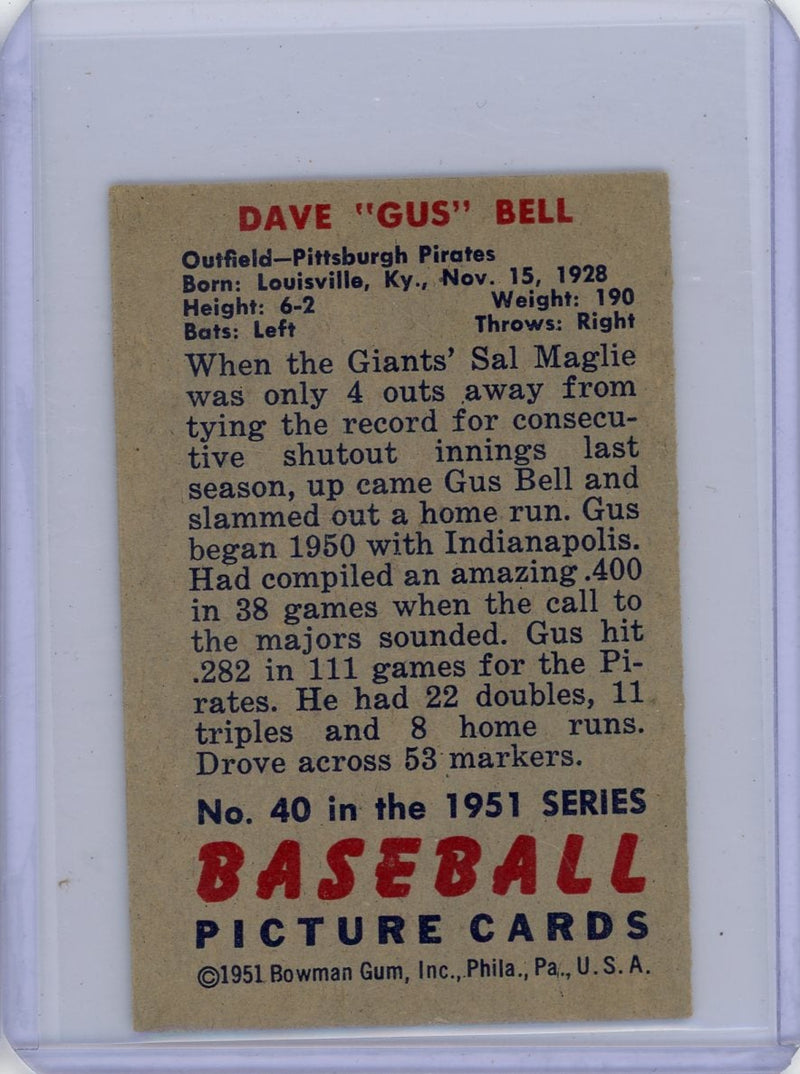 DAVE "GUS" BELL
Outfield—Pittsburgh Pirates
Born: Louisville, Ky., Nov. 15, 1928
Height: 6-2 Weight: 190
Bats: Left Throws: Right
When the Giants' Sal Maglie
was only 4 outs away from
tying the record for consecu-
tive shutout innings last
season, up came Gus Bell and
slammed out a home run. Gus
began 1950 with Indianapolis.
Had compiled an amazing .400
in 38 games when the call to
the majors sounded. Gus hit
.282 in 111 games for the Pi-
rates. He had 22 doubles, 11
triples and 8 home runs.
Drove across 53 markers.
No. 40 in the 1951 SERIES
BASEBALL
PICTURE CARDS
©1951 Bowman Gum, Inc., Phila., Pa., U. S. A.